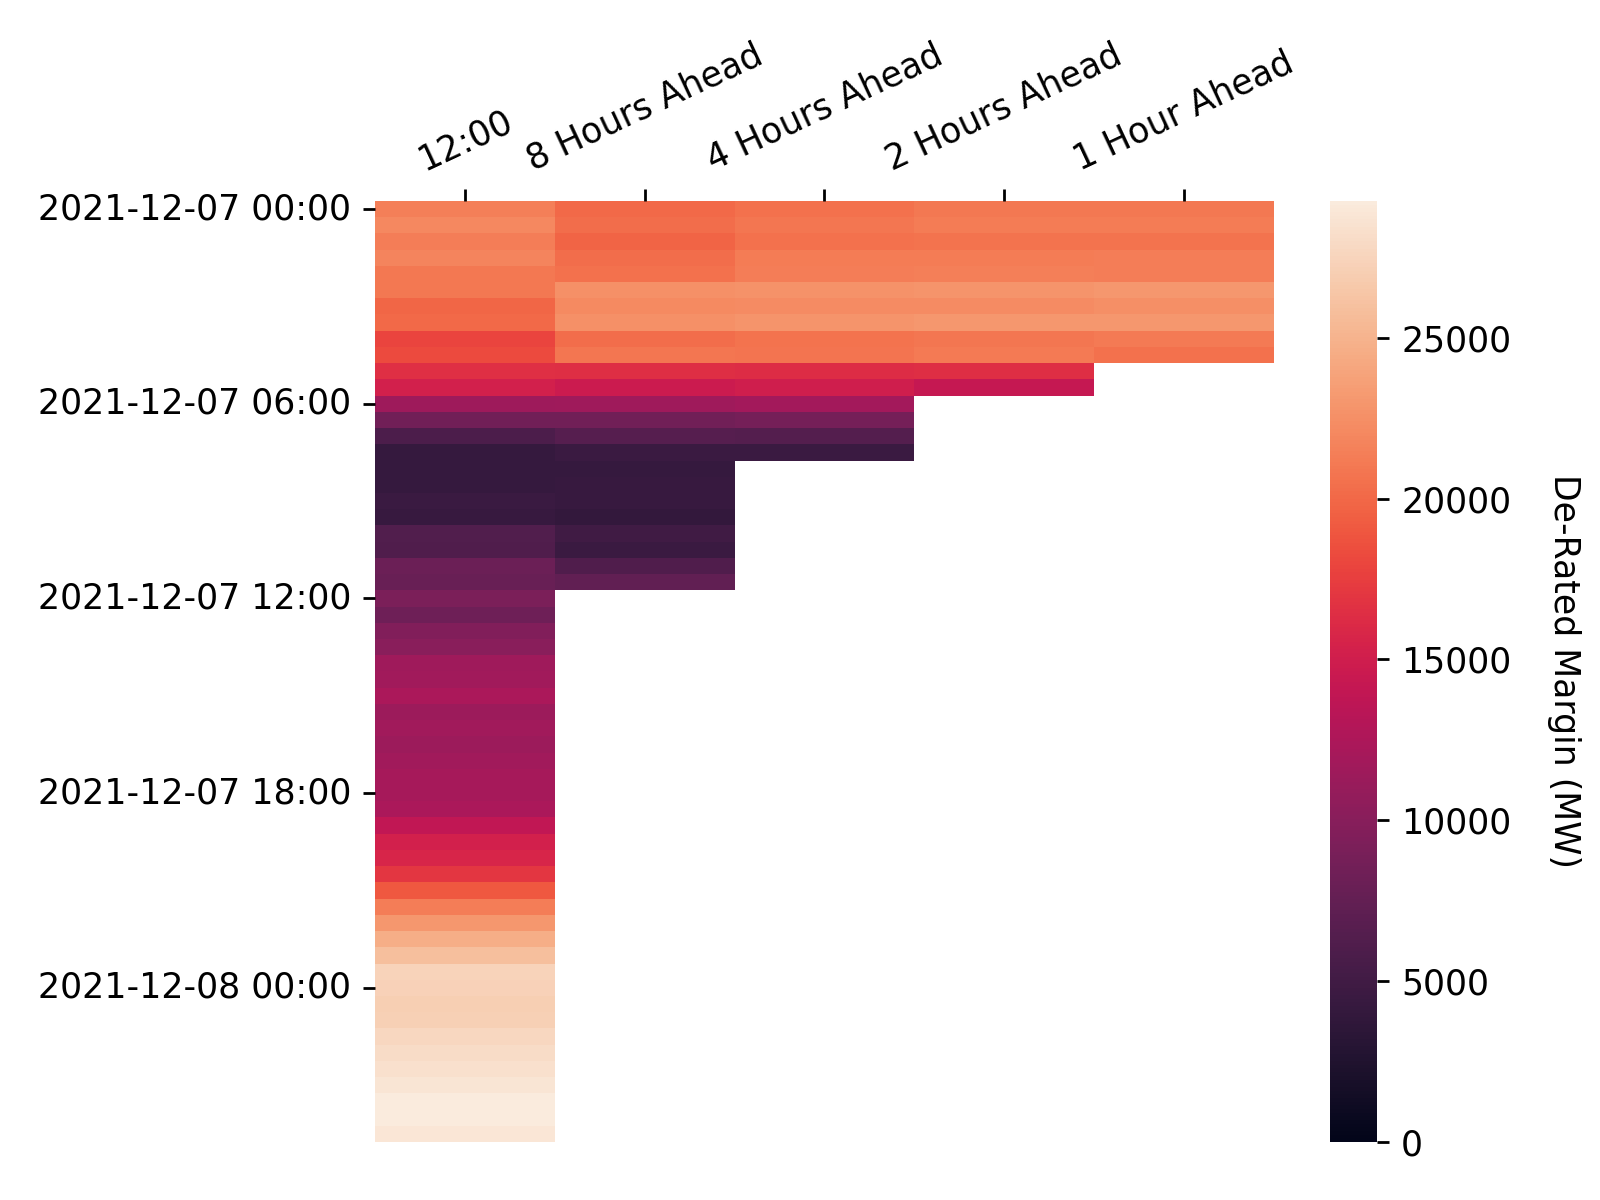 12:00
8 Hours Ahead
4 Hours Ahead
2 Hours Ahead
1 Hour Ahead
2021-12-07 00:00
2021-12-07 06:00
2021-12-07 12:00
2021-12-07 18:00
2021-12-08 00:00
25000
20000
15000
10000
5000
0
De-Rated Margin (MW)